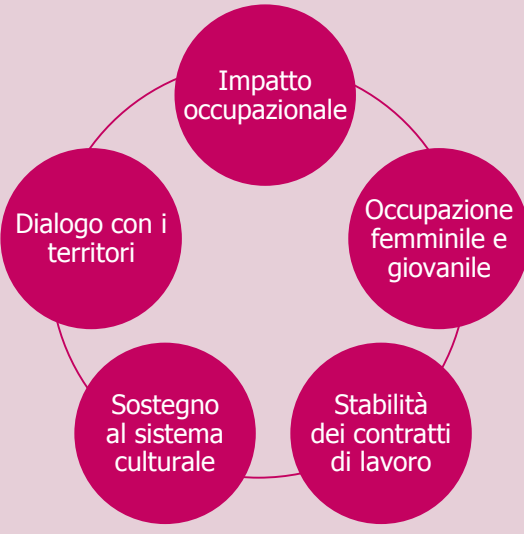 Impatto
occupazionale
Occupazione
femminile e
giovanile
Stabilità
dei contratti
di lavoro
Sostegno
al sistema
culturale
Dialogo con i
territori